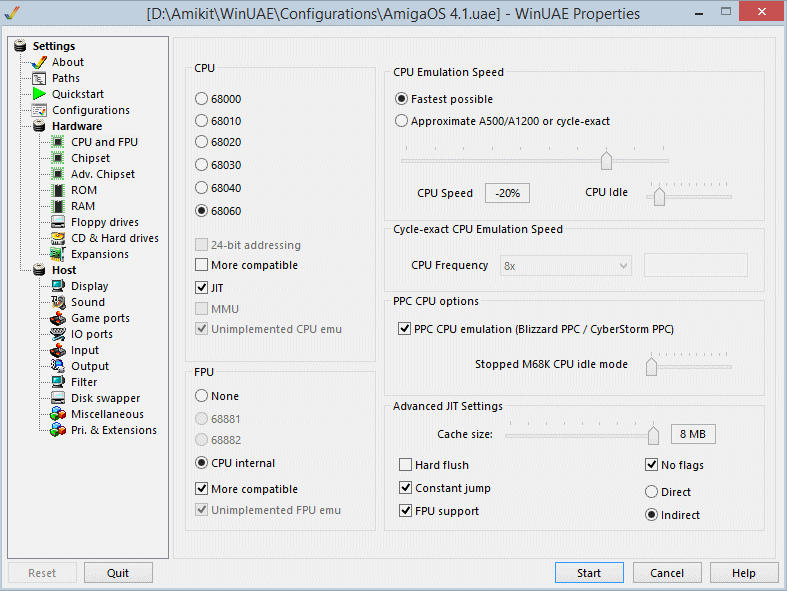 [D:\Amikit\WinUAE\Configurations\AmigaOS 4.1.uae] - WinUAE Properties
Settings
About
Paths
Quickstart
Configurations
Hardware
CPU and FPU
Chipset
Adv. Chipset
ROM
RAM
Floppy drives
CD & Hard drives
Expansions
Host
Display
Sound
Game ports
IO ports
Input
Output
Filter
Disk swapper
Miscellaneous
Pri. & Extensions
CPU
68000
68010
68020
68030
68040
68060
24-bit addressing
More compatible
JIT
MMU
Unimplemented CPU emu
FPU
None
68881
68882
CPU internal
More compatible
Unimplemented FPU emu
CPU Emulation Speed
Fastest possible
Approximate A500/A1200 or cycle-exact
CPU Speed -20% CPU Idle
Cycle-exact CPU Emulation Speed
CPU Frequency 8x
PPC CPU options
PPC CPU emulation (Blizzard PPC / CyberStorm PPC)
Stopped M68K CPU idle mode
Advanced JIT Settings
Cache size: 8 MB
Hard flush No flags
Constant jump Direct
FPU support Indirect
Reset Quit Start Cancel Help